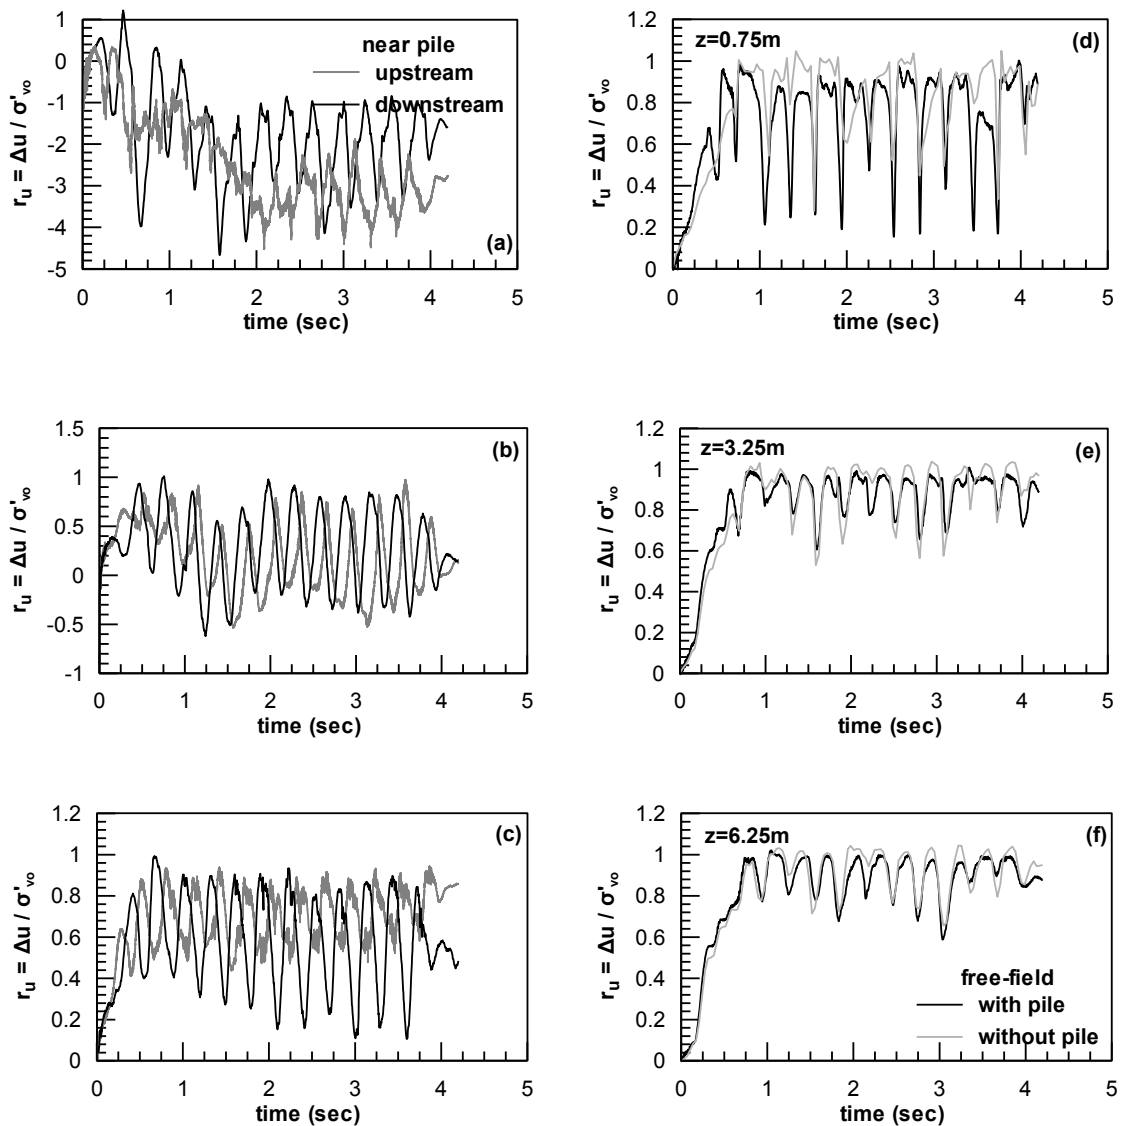 1
0
-1
-2
-3
-4
-5
0 1 2 3 4 5
time (sec)
r_u = Δu / σ'_vo
near pile
upstream
downstream
(a)
1.2
1
0.8
0.6
0.4
0.2
0
0 1 2 3 4 5
time (sec)
r_u = Δu / σ'_vo
z=0.75m
(d)
1.5
1
0.5
0
-0.5
-1
0 1 2 3 4 5
time (sec)
r_u = Δu / σ'_vo
(b)
1.2
1
0.8
0.6
0.4
0.2
0
0 1 2 3 4 5
time (sec)
r_u = Δu / σ'_vo
z=3.25m
(e)
1.2
1
0.8
0.6
0.4
0.2
0
0 1 2 3 4 5
time (sec)
r_u = Δu / σ'_vo
(c)
1.2
1
0.8
0.6
0.4
0.2
0
0 1 2 3 4 5
time (sec)
r_u = Δu / σ'_vo
z=6.25m
(f)
free-field
with pile
without pile